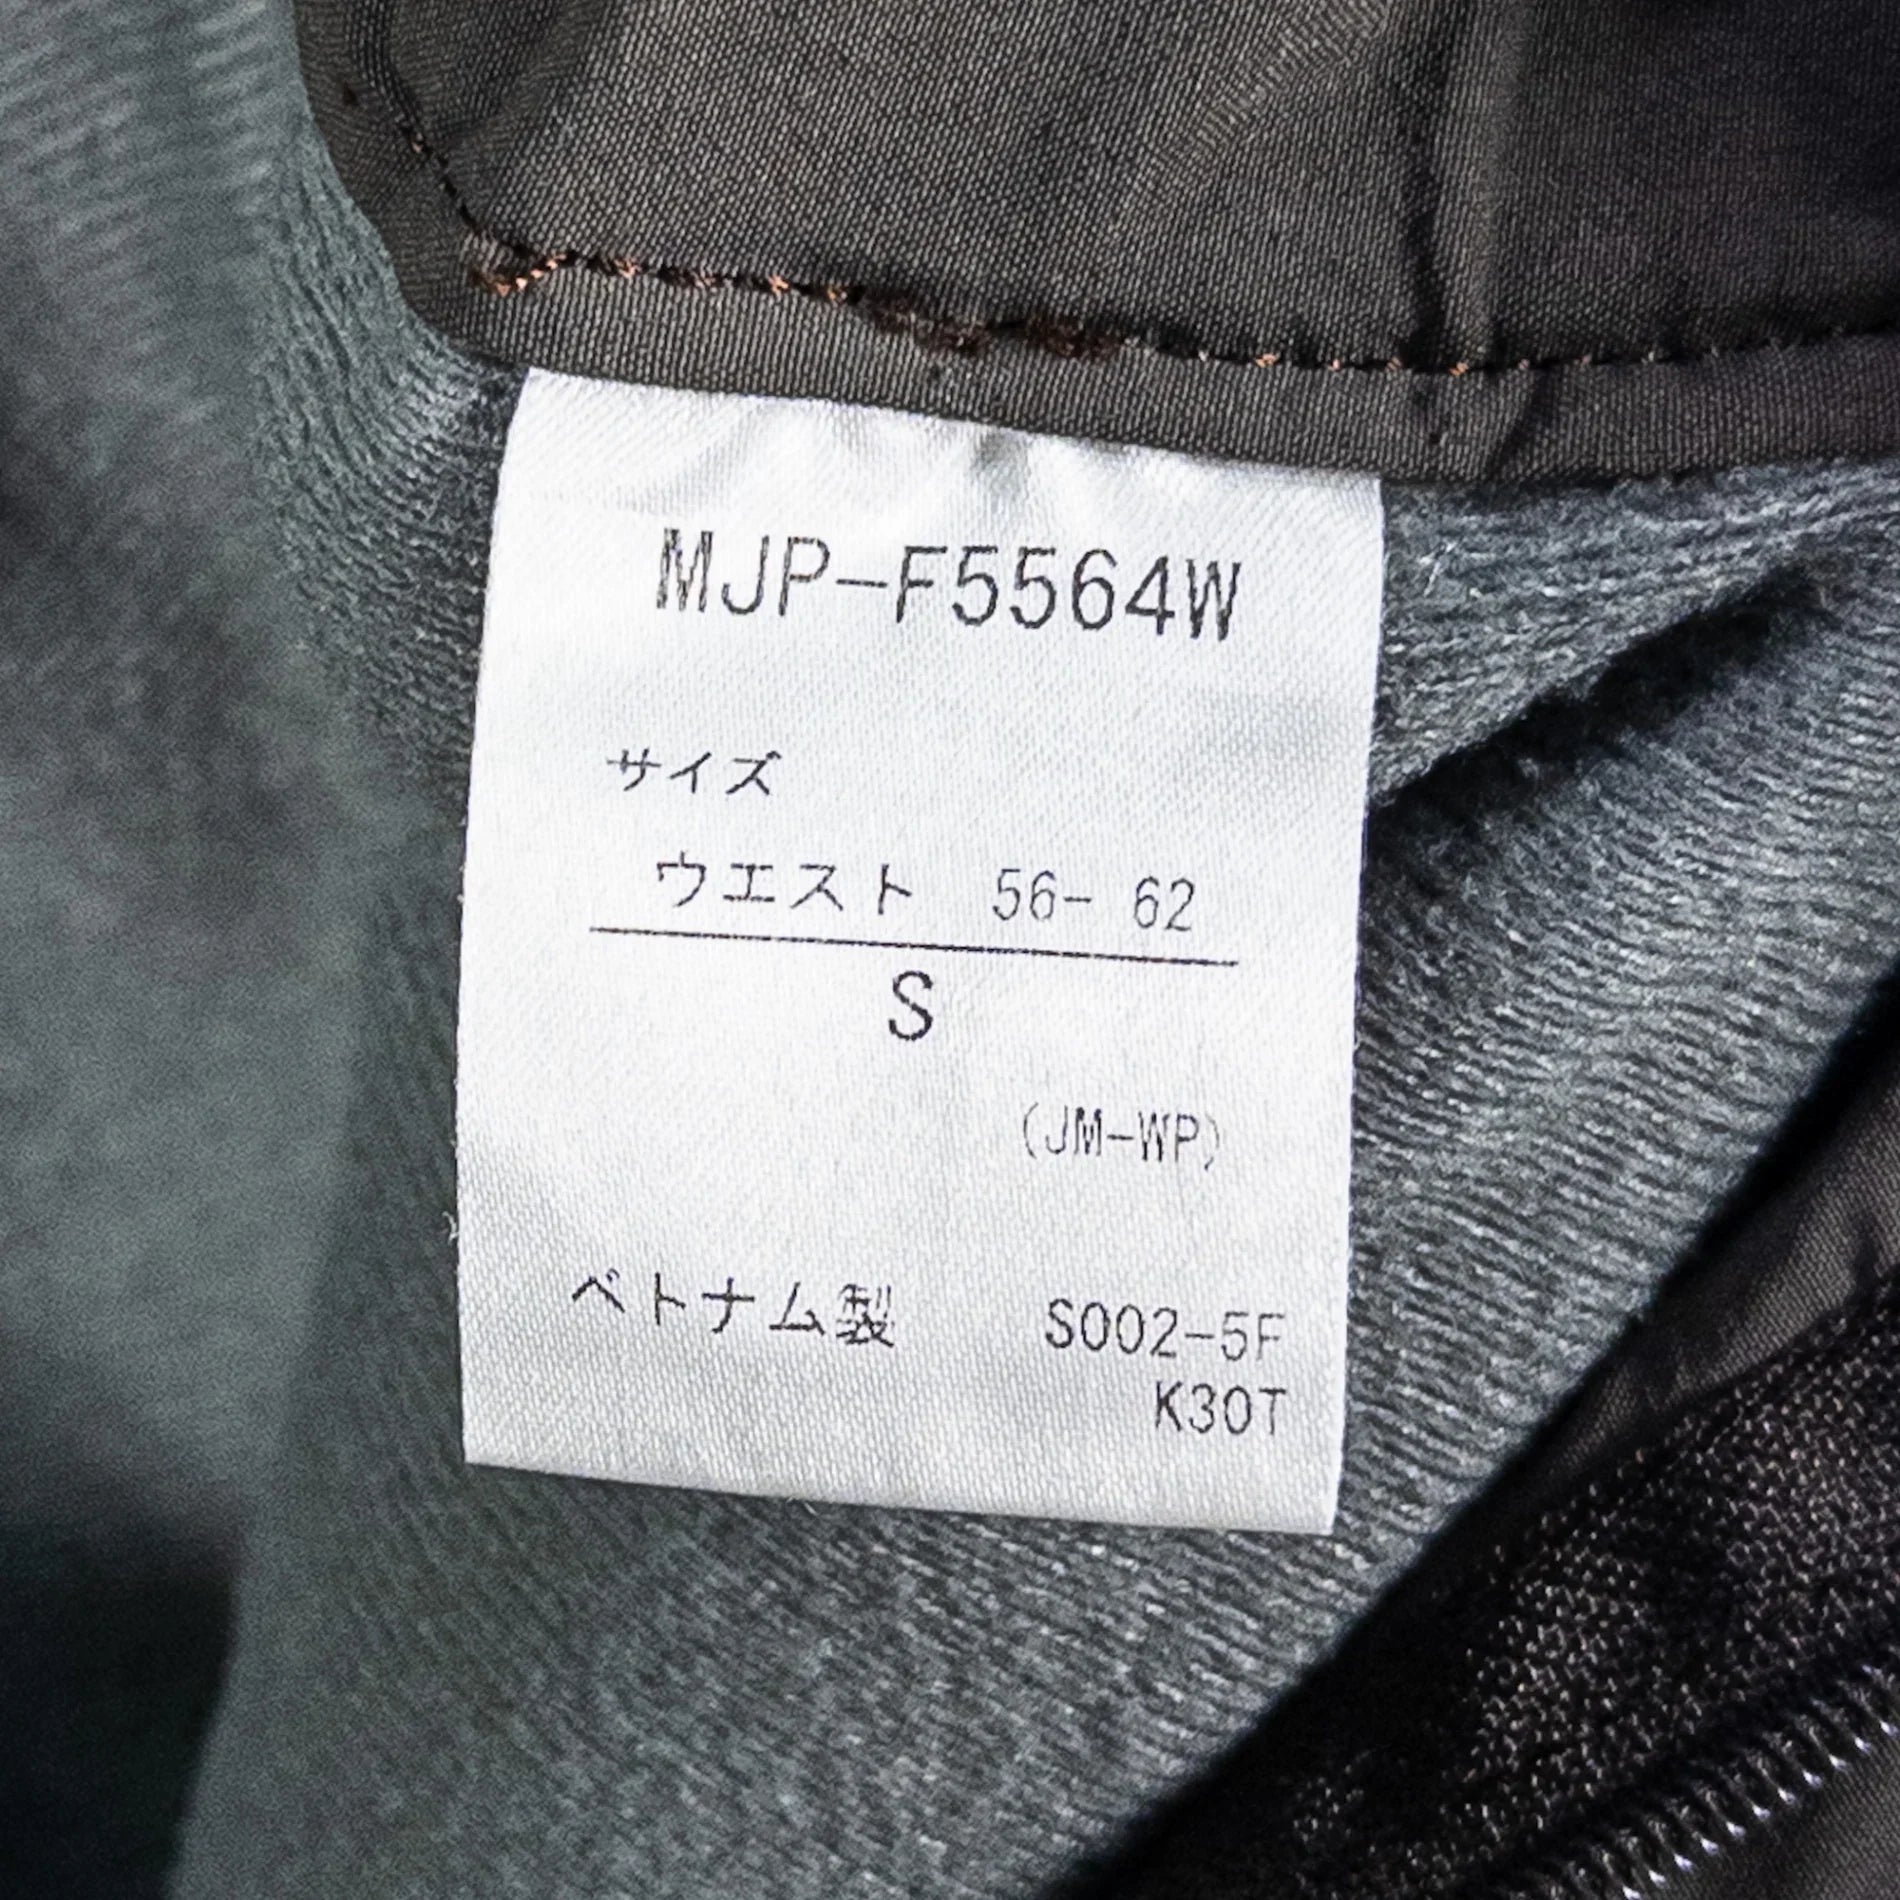 MJP-F5564W
サイズ
ウエスト 56- 62
S
(JM-WP)
ベトナム製 S002-5F
K30T